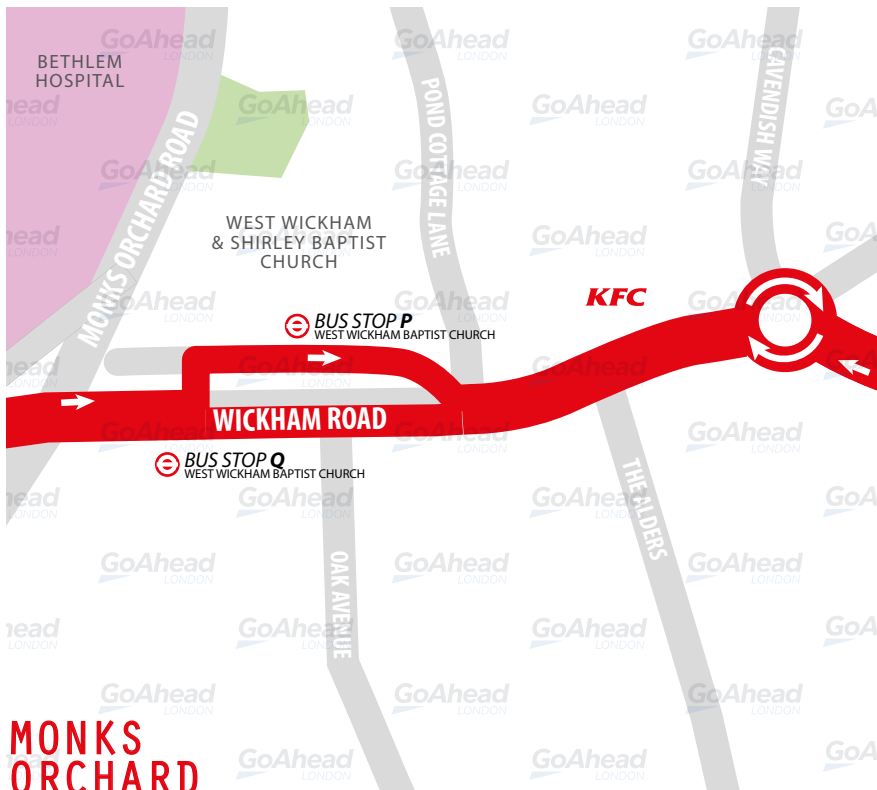 BETHLEM
HOSPITAL
MONKS ORCHARD ROAD
POND COTTAGE LANE
CAVENDISH WAY
WEST WICKHAM
& SHIRLEY BAPTIST
CHURCH
KFC
BUS STOP P
WEST WICKHAM BAPTIST CHURCH
WICKHAM ROAD
BUS STOP Q
WEST WICKHAM BAPTIST CHURCH
THE ALDERS
OAK AVENUE
MONKS
ORCHARD
GoAhead
LONDON